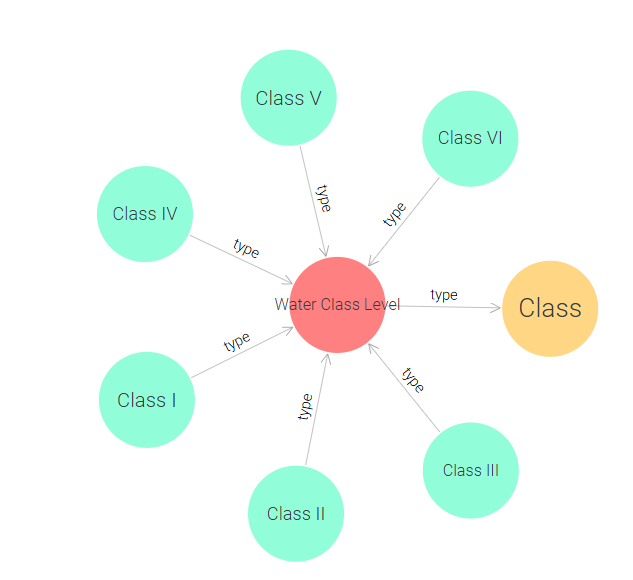 Class V
Class VI
type
type
Class IV
type
Water Class Level
type
Class
type
Class I
type
type
Class III
Class II